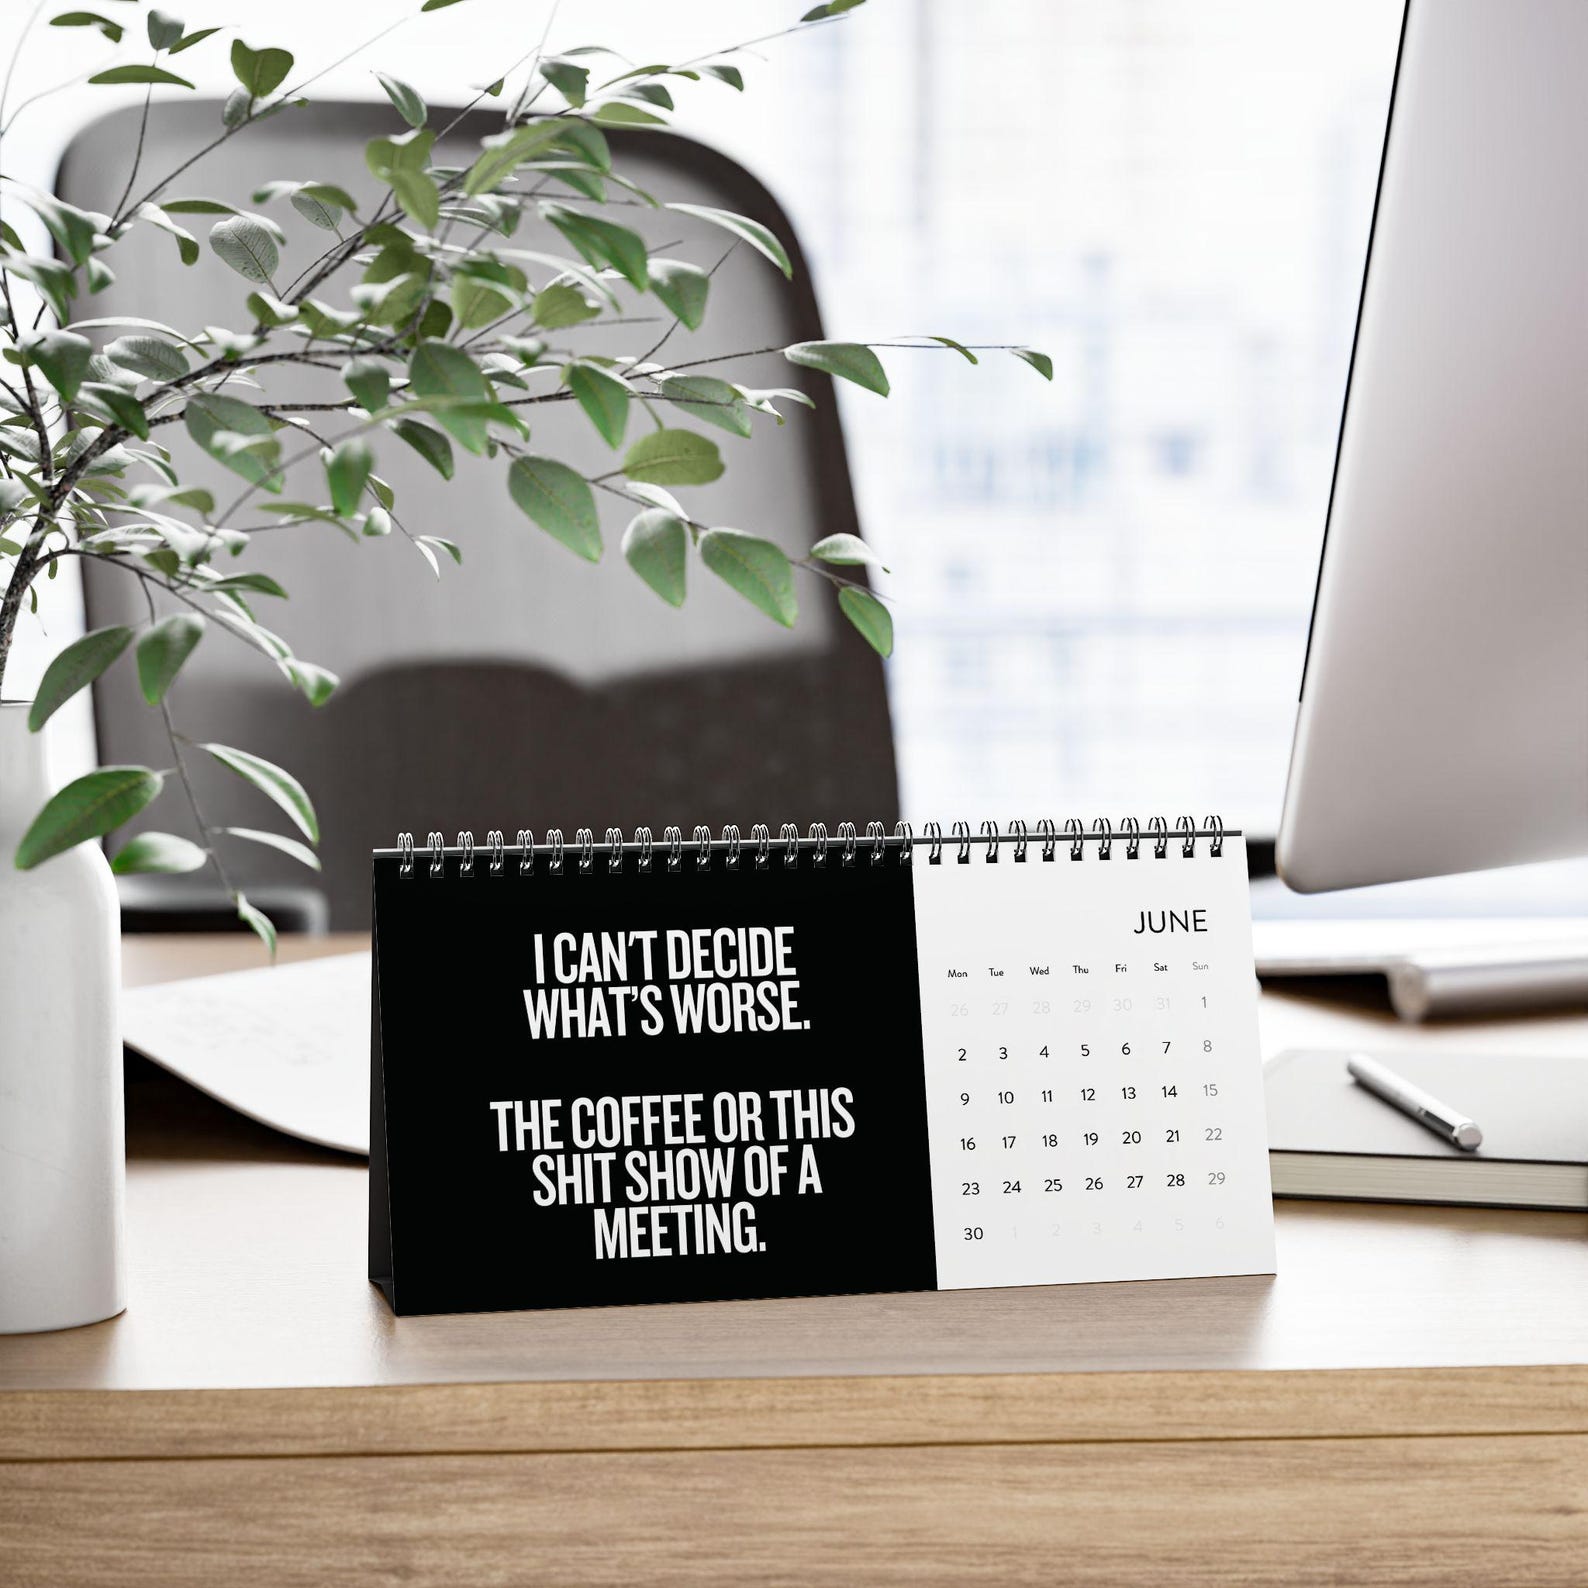 I CAN'T DECIDE
WHAT'S WORSE.
THE COFFEE OR THIS
SHIT SHOW OF A
MEETING.
JUNE
Mon Tue Wed Thu Fri Sat Sun
26 27 28 29 30 31 1
2 3 4 5 6 7 8
9 10 11 12 13 14 15
16 17 18 19 20 21 22
23 24 25 26 27 28 29
30 1 2 3 4 5 6